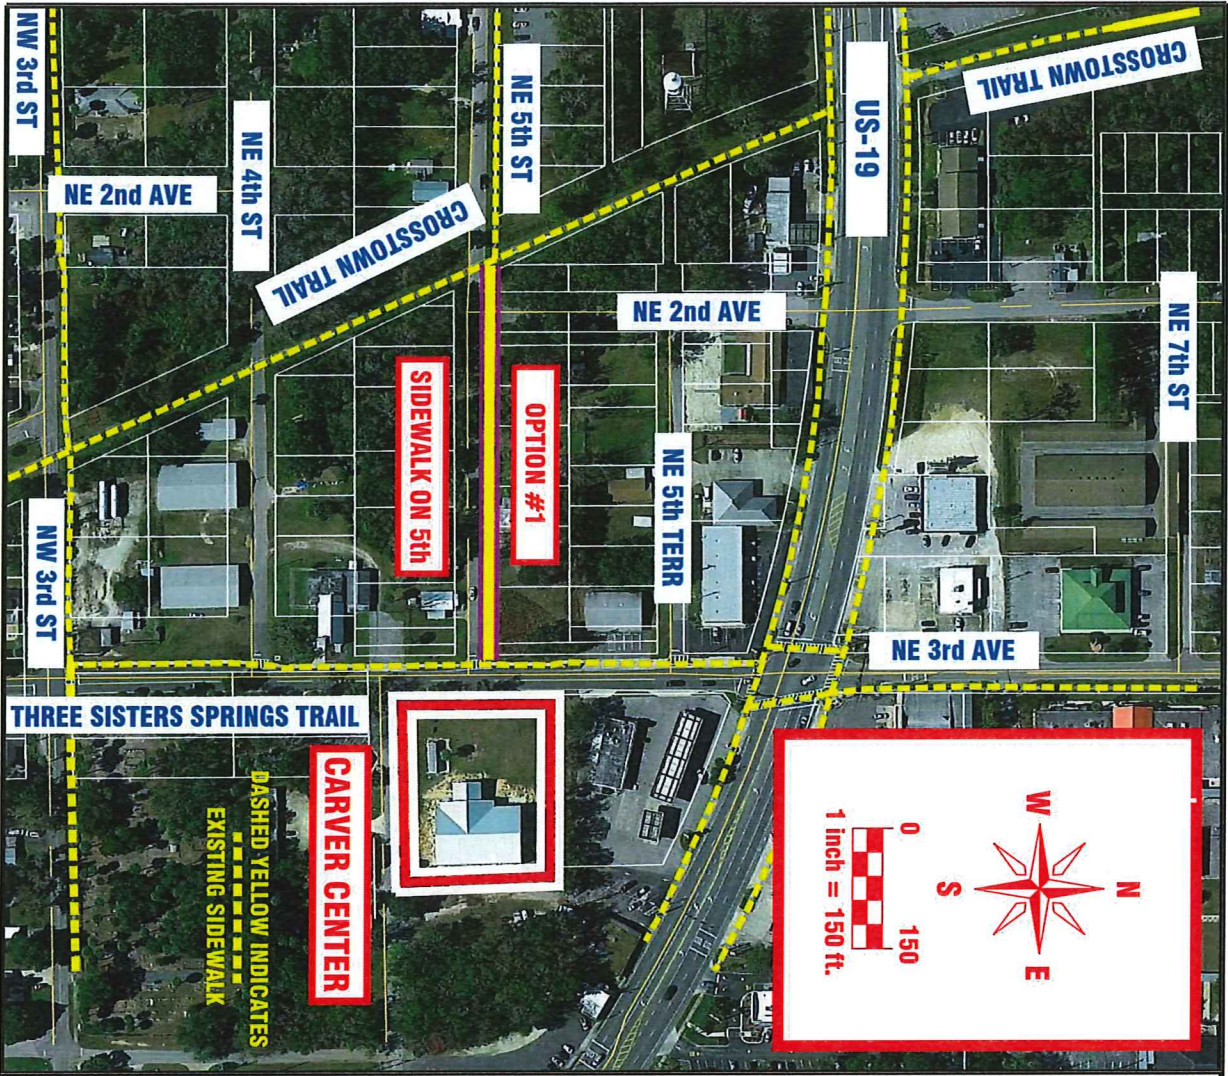 NW 3rd ST
NE 5th ST
US-19
CROSSTOWN TRAIL
NE 4th ST
NE 2nd AVE
CROSSTOWN TRAIL
NE 2nd AVE
NE 7th ST
SIDEWALK ON 5th
OPTION #1
NE 5th TERR
NW 3rd ST
NE 3rd AVE
THREE SISTERS SPRINGS TRAIL
CARVER CENTER
DASHED YELLOW INDICATES
EXISTING SIDEWALK
N
W
S
E
0
150
1 inch = 150 ft.